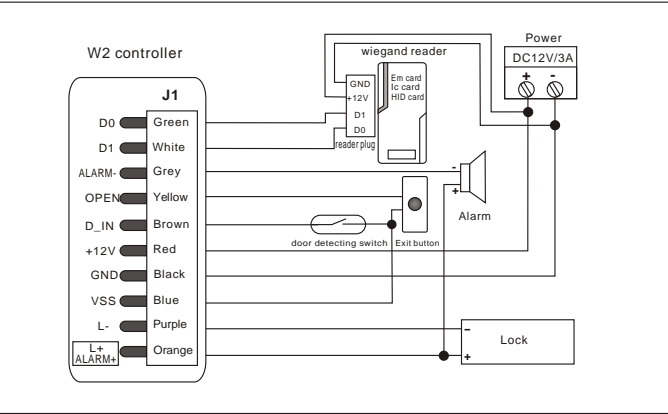 Power
W2 controller
wiegand reader
DC12V/3A
+ -
J1
GND
+12V
D1
D0
reader plug
Em card
Ic card
HID card
D0 Green
D1 White
ALARM- Grey
OPEN Yellow
D_IN Brown
+12V Red
GND Black
VSS Blue
L- Purple
L+
ALARM+
Orange
-
+
Alarm
door detecting switch
Exit button
-
+
Lock